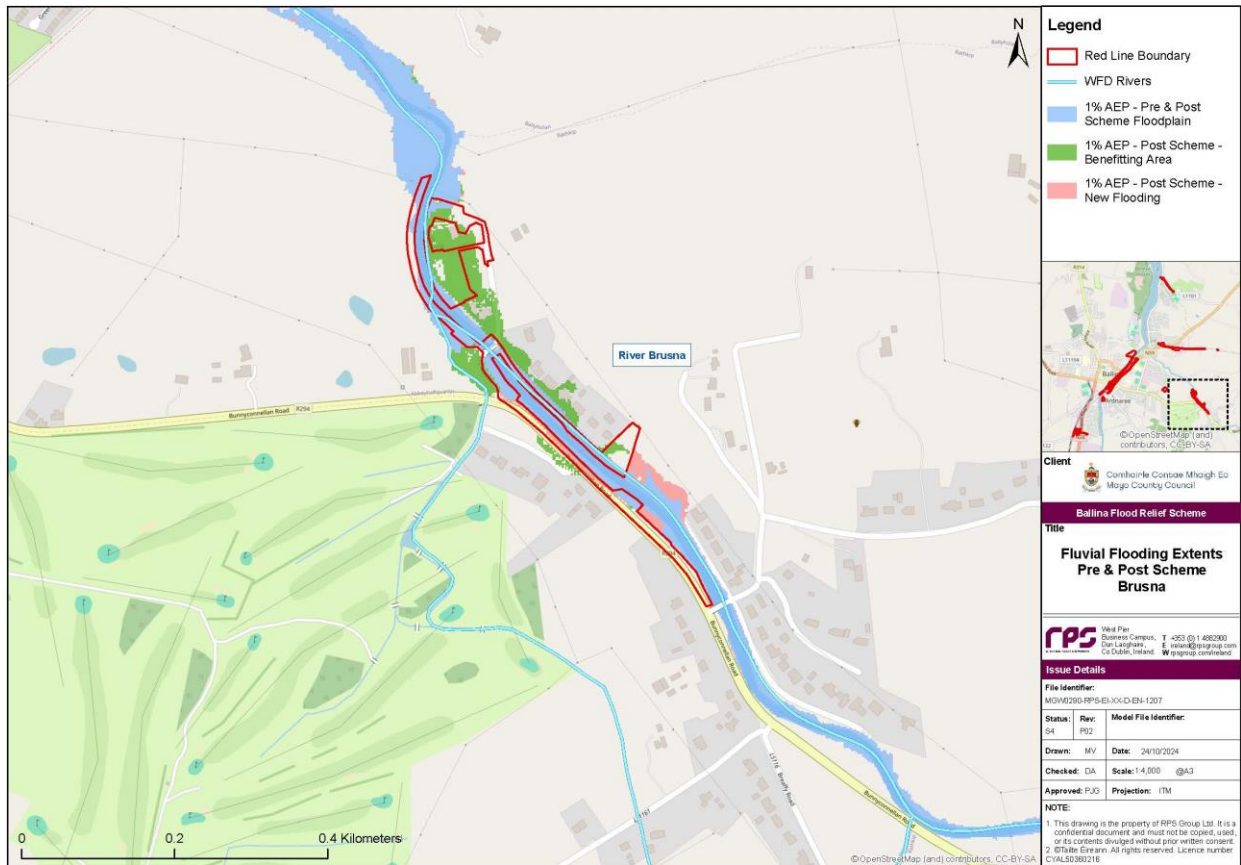 N
Legend
Red Line Boundary
WFD Rivers
1% AEP - Pre & Post
Scheme Floodplain
1% AEP - Post Scheme -
Benefitting Area
1% AEP - Post Scheme -
New Flooding
River Brusna
Bunnyconnellan Road
R294
Bunnyconnellan Road
L5116 Breaffy Road
L-1161
Bunnyconnellan Road
0 0.2 0.4 Kilometers
©OpenStreetMap (and) contributors, CC-BY-SA
©OpenStreetMap (and)
contributors, CC-BY-SA
Client
Comhairle Contae Mhaigh Eo
Mayo County Council
Ballina Flood Relief Scheme
Title
Fluvial Flooding Extents
Pre & Post Scheme
Brusna
rps
West Pier
Business Campus,
Dun Laoghaire,
Co Dublin, Ireland.
T +353 (0) 1 4882900
E ireland@rpsgroup.com
W rpsgroup.com/ireland
Issue Details
File Identifier:
MGW0290-RPS-EI-XX-D-EN-1207
Status: Rev: Model File Identifier:
S4 P02
Drawn: MV Date: 24/10/2024
Checked: DA Scale: 1:4,000 @A3
Approved: PJG Projection: ITM
NOTE:
1. This drawing is the property of RPS Group Ltd. It is a
confidential document and must not be copied, used,
or its contents divulged without prior written consent.
2. ©Tailte Éireann. All rights reserved. Licence number
CYAL50360216